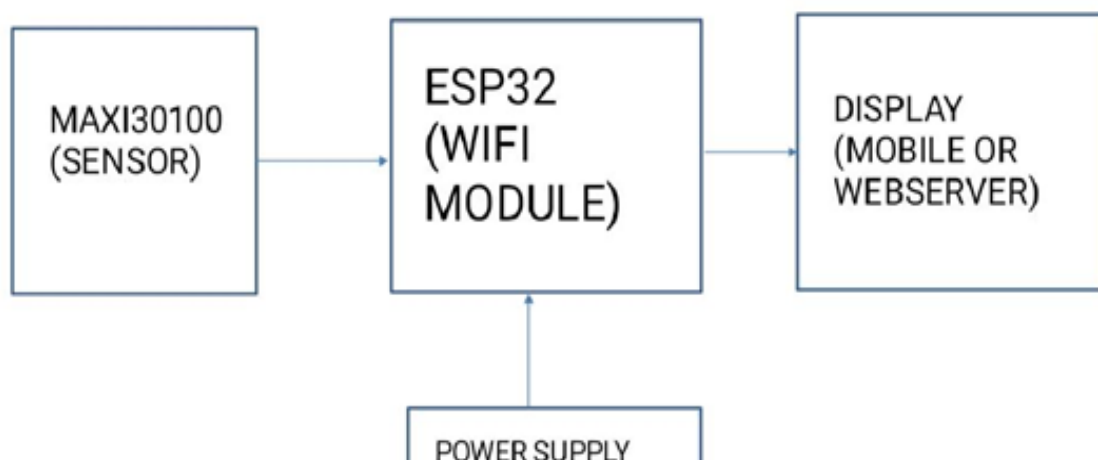 MAXI30100
(SENSOR)
ESP32
(WIFI
MODULE)
DISPLAY
(MOBILE OR
WEBSERVER)
POWER SUPPLY